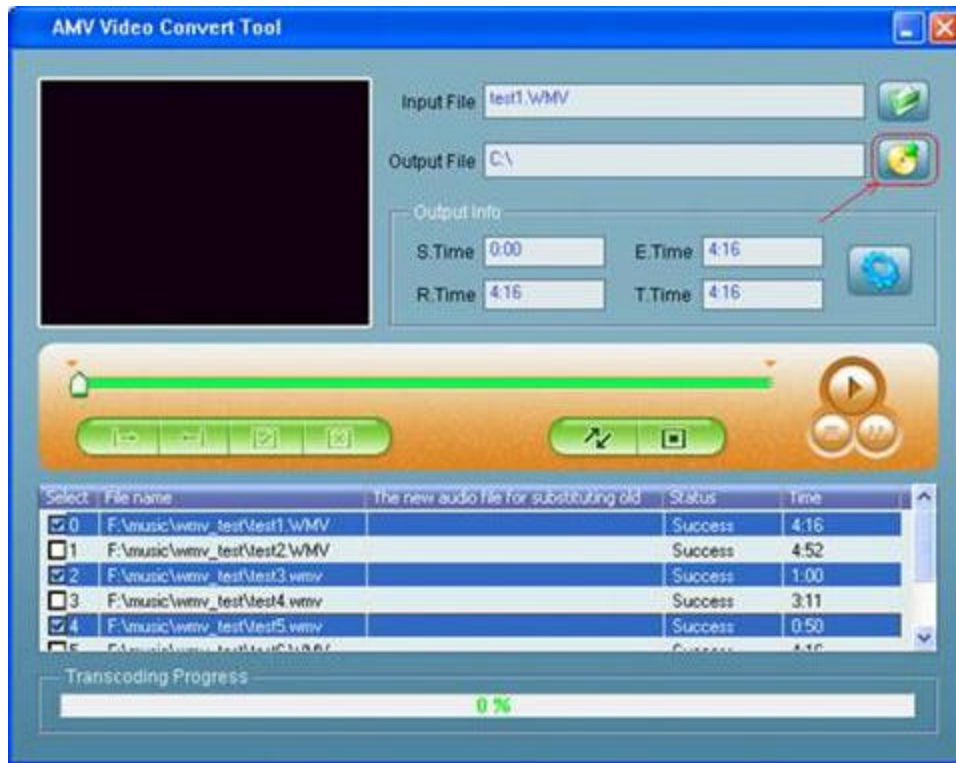 AMV Video Convert Tool
Input File test1.WMV
Output File C:\
Output Info
S.Time 0:00 E.Time 4:16
R.Time 4:16 T.Time 4:16
Select File name The new audio file for substituting old Status Time
0 F:\music\wmv_test\test1.WMV Success 4:16
1 F:\music\wmv_test\test2.WMV Success 4:52
2 F:\music\wmv_test\test3.wmv Success 1:00
3 F:\music\wmv_test\test4.wmv Success 3:11
4 F:\music\wmv_test\test5.wmv Success 0:50
Transcoding Progress
0 %